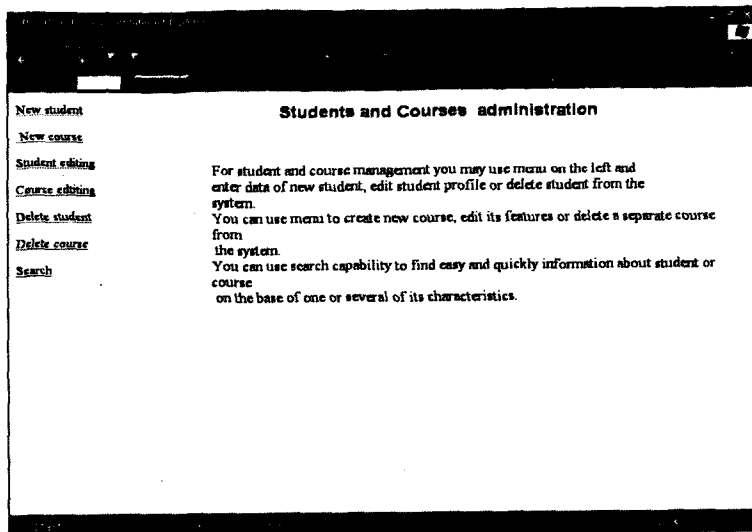 New student
New course
Student editing
Course editing
Delete student
Delete course
Search
Students and Courses administration
For student and course management you may use menu on the left and
enter data of new student, edit student profile or delete student from the
system.
You can use menu to create new course, edit its features or delete a separate course
from
the system.
You can use search capability to find easy and quickly information about student or
course
on the base of one or several of its characteristics.